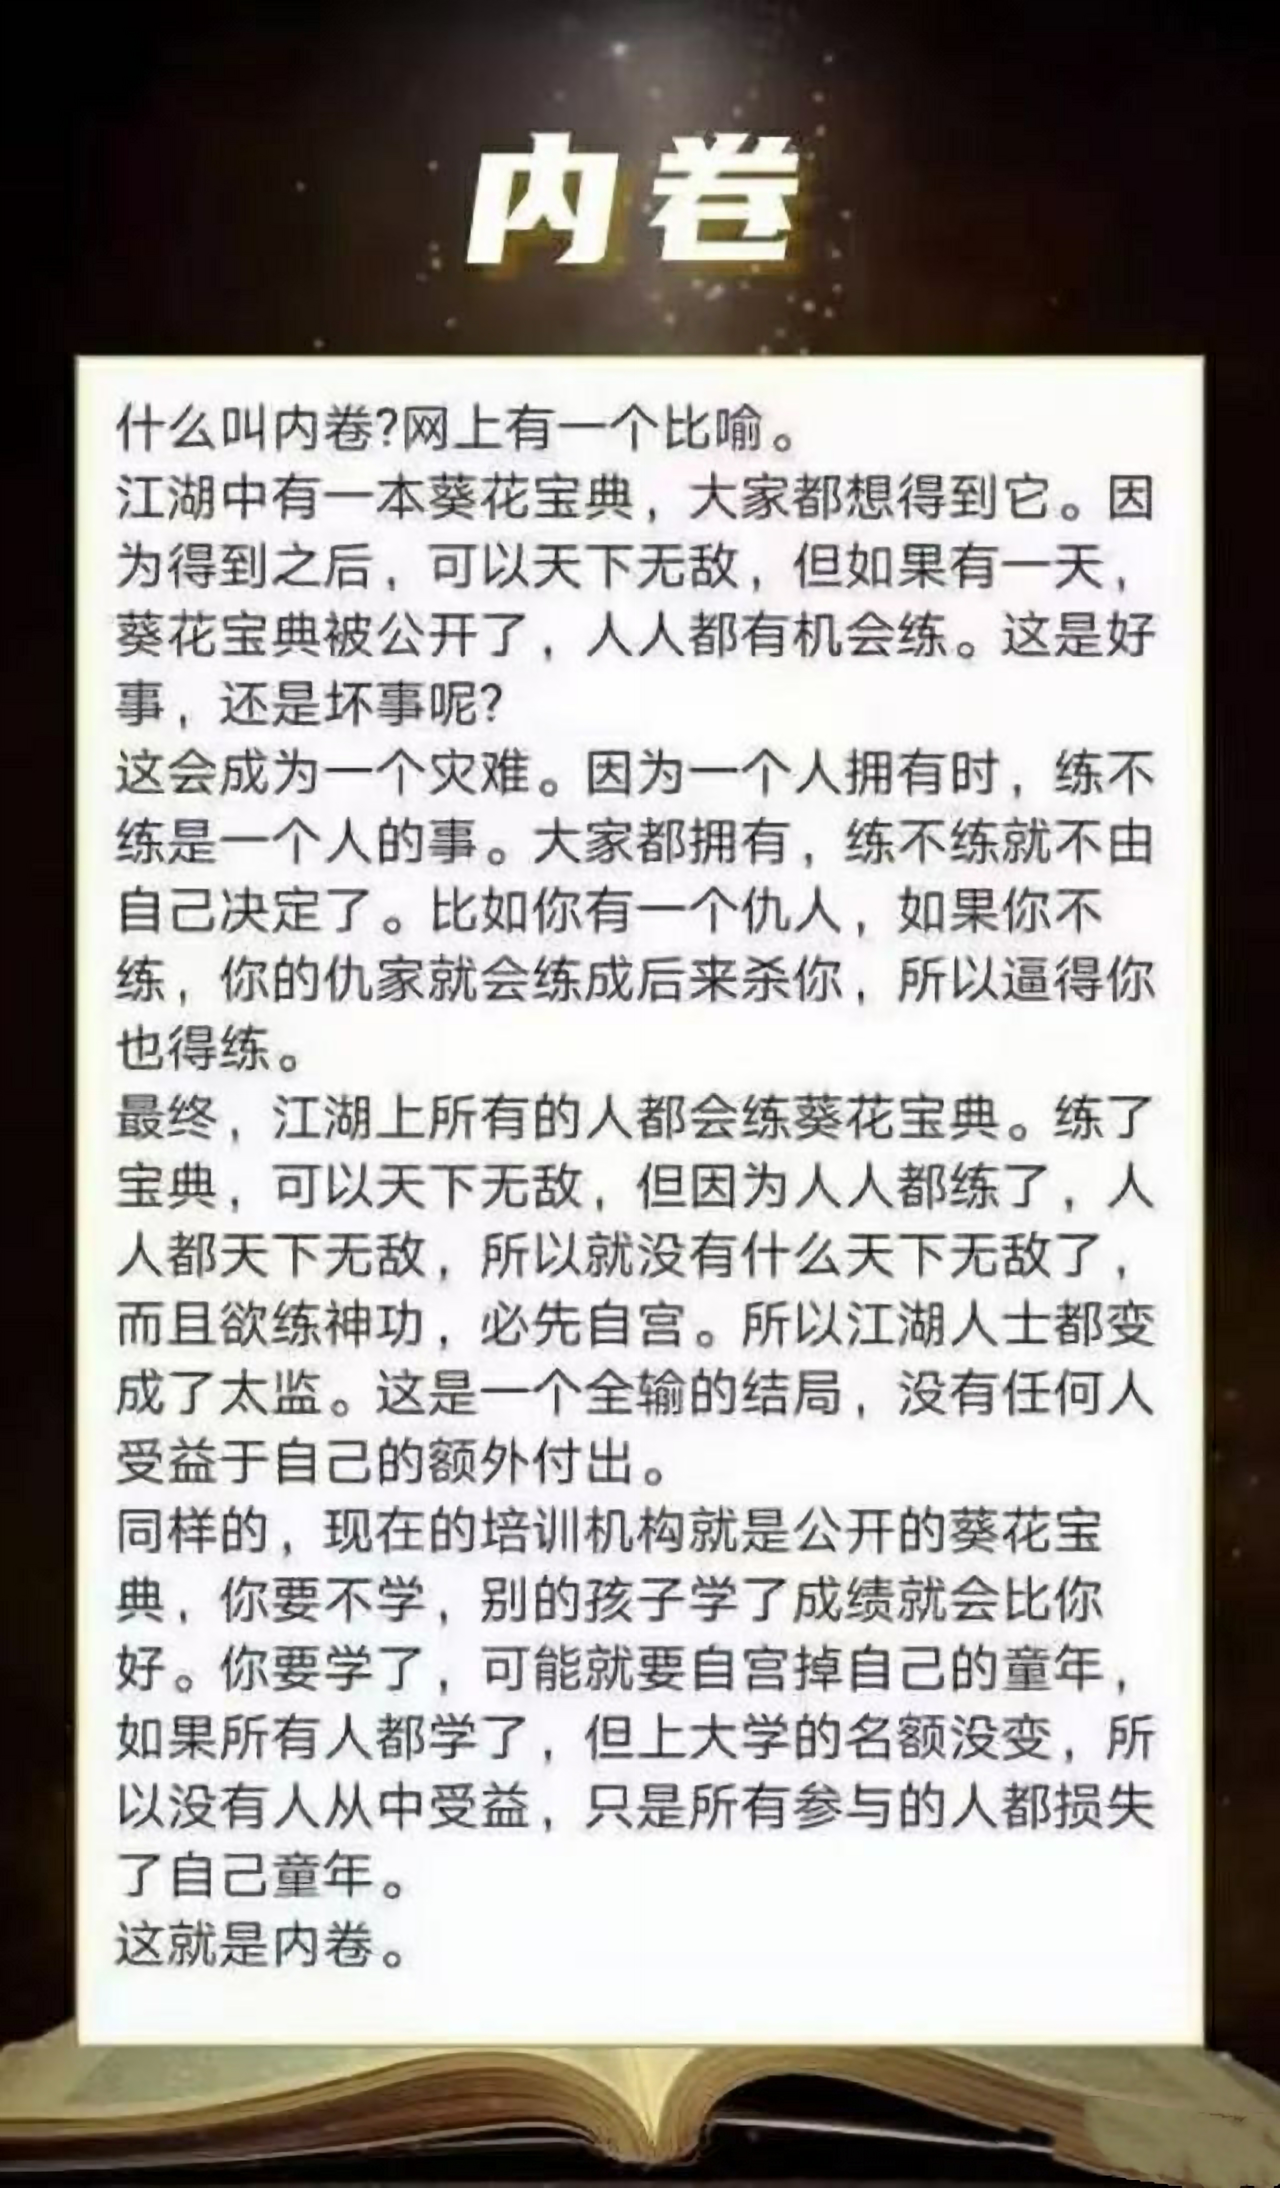 内卷
什么叫内卷?网上有一个比喻。
江湖中有一本葵花宝典，大家都想得到它。因
为得到之后，可以天下无敌，但如果有一天，
葵花宝典被公开了，人人都有机会练。这是好
事，还是坏事呢?
这会成为一个灾难。因为一个人拥有时，练不
练是一个人的事。大家都拥有，练不练就不由
自己决定了。比如你有一个仇人，如果你不
练，你的仇家就会练成后来杀你，所以逼得你
也得练。
最终，江湖上所有的人都会练葵花宝典。练了
宝典，可以天下无敌，但因为人人都练了，人
人都天下无敌，所以就没有什么天下无敌了，
而且欲练神功，必先自宫。所以江湖人士都变
成了太监。这是一个全输的结局，没有任何人
受益于自己的额外付出。
同样的，现在的培训机构就是公开的葵花宝
典，你要不学，别的孩子学了成绩就会比你
好。你要学了，可能就要自宫掉自己的童年，
如果所有人都学了，但上大学的名额没变，所
以没有人从中受益，只是所有参与的人都损失
了自己童年。
这就是内卷。